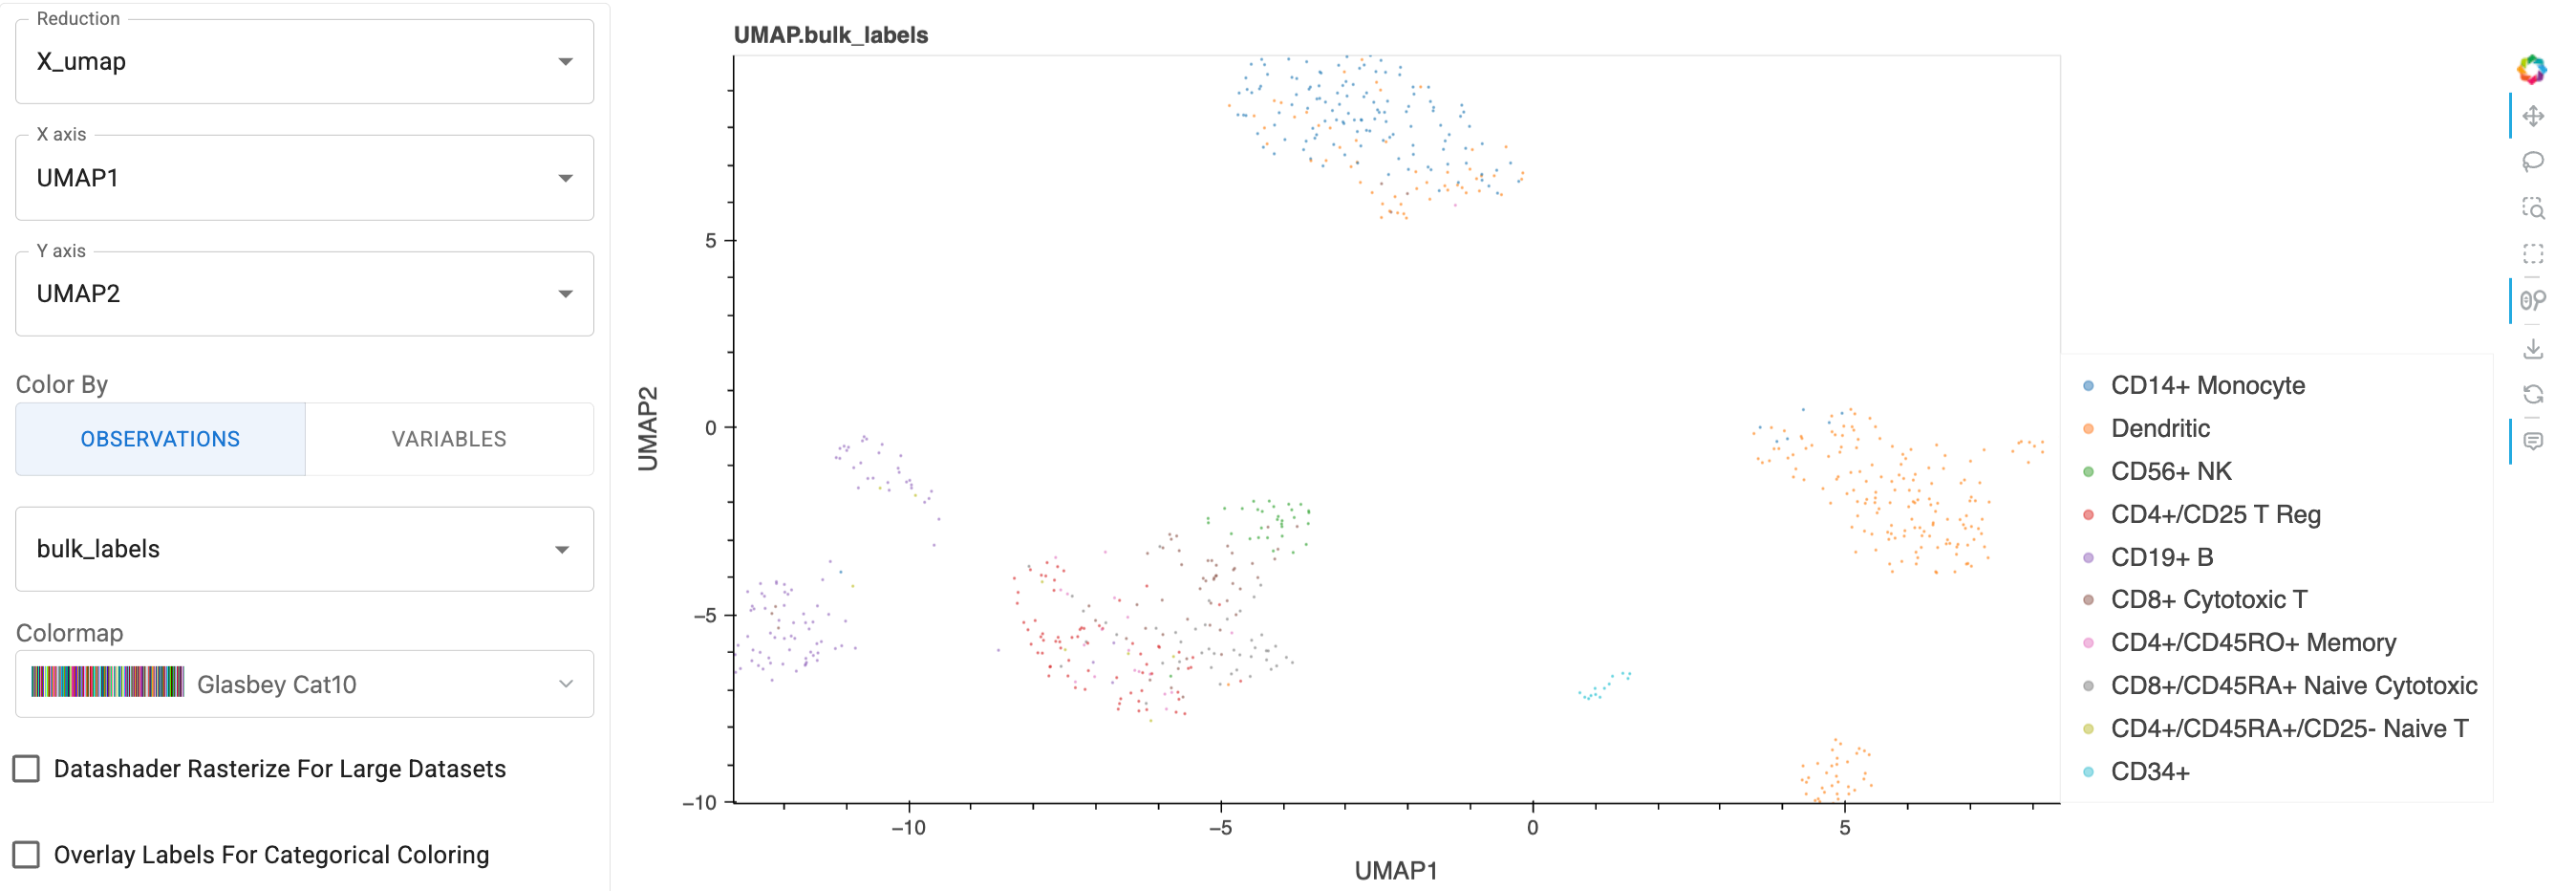 Reduction
X_umap
X axis
UMAP1
Y axis
UMAP2
Color By
OBSERVATIONS
VARIABLES
bulk_labels
Colormap
Glasbey Cat10
Datashader Rasterize For Large Datasets
Overlay Labels For Categorical Coloring
UMAP.bulk_labels
UMAP2
5
0
−5
−10
−10
−5
0
5
UMAP1
CD14+ Monocyte
Dendritic
CD56+ NK
CD4+/CD25 T Reg
CD19+ B
CD8+ Cytotoxic T
CD4+/CD45RO+ Memory
CD8+/CD45RA+ Naive Cytotoxic
CD4+/CD45RA+/CD25- Naive T
CD34+